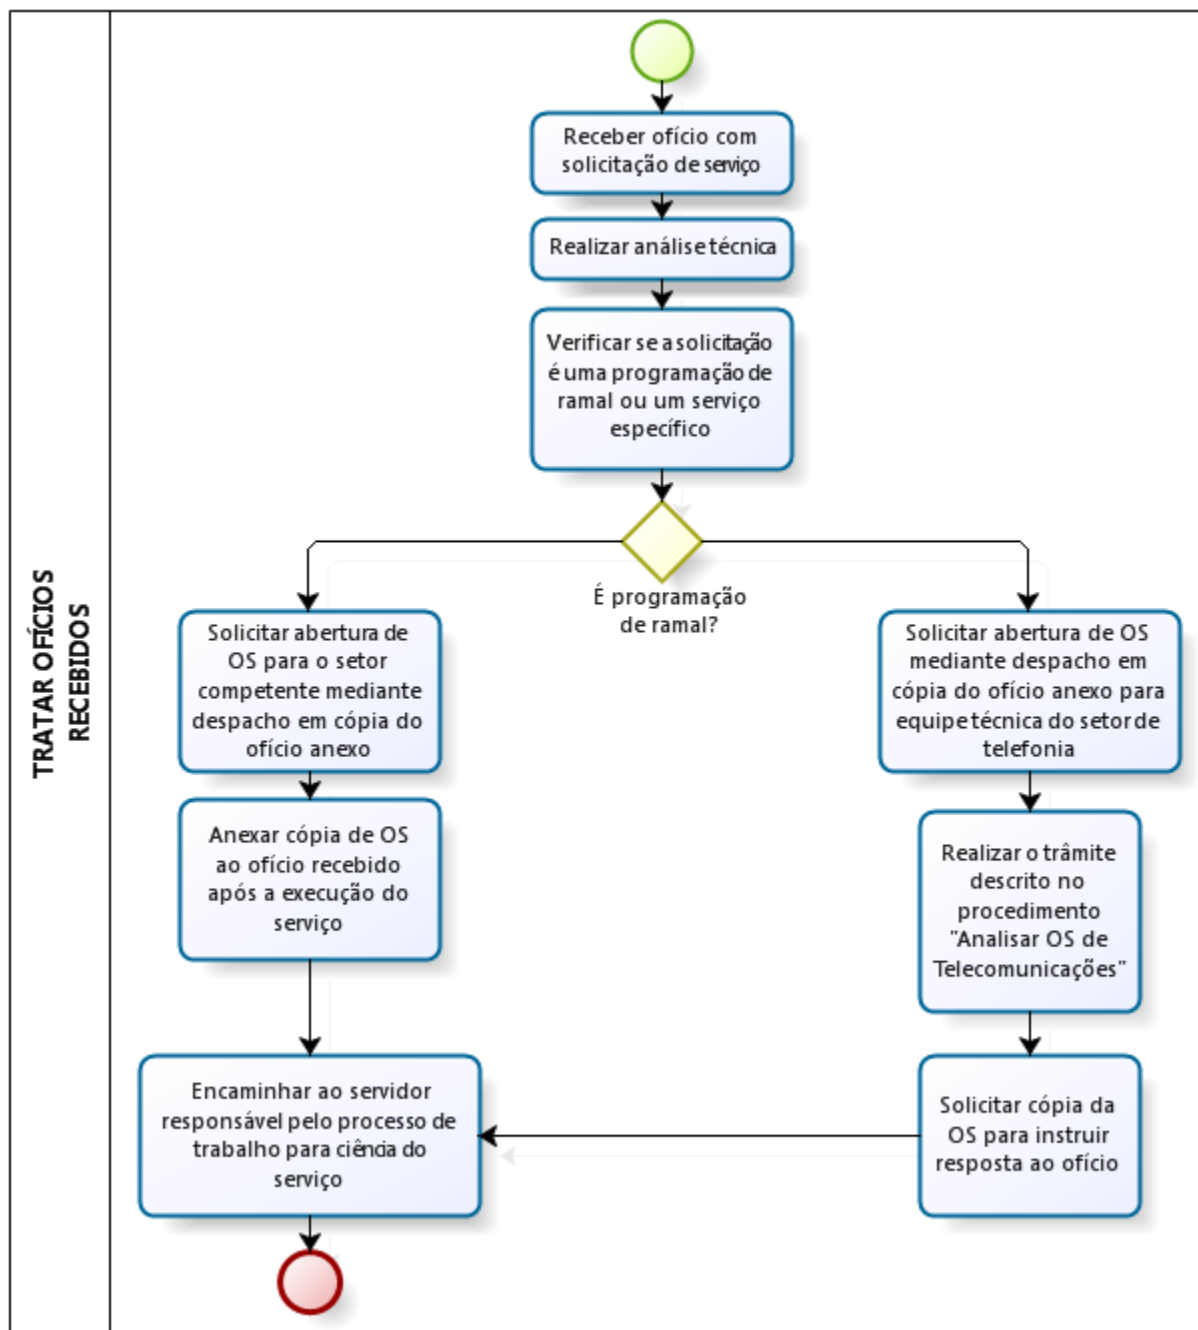 TRATAR OFÍCIOS
RECEBIDOS
Receber ofício com
solicitação de serviço
Realizar análise técnica
Verificar se a solicitação
é uma programação de
ramal ou um serviço
específico
É programação
de ramal?
Solicitar abertura de
OS para o setor
competente mediante
despacho em cópia do
ofício anexo
Anexar cópia de OS
ao ofício recebido
após a execução do
serviço
Solicitar abertura de OS
mediante despacho em
cópia do ofício anexo para
equipe técnica do setor de
telefonia
Realizar o trâmite
descrito no
procedimento
"Analisar OS de
Telecomunicações"
Solicitar cópia da
OS para instruir
resposta ao ofício
Encaminhar ao servidor
responsável pelo processo de
trabalho para ciência do
serviço